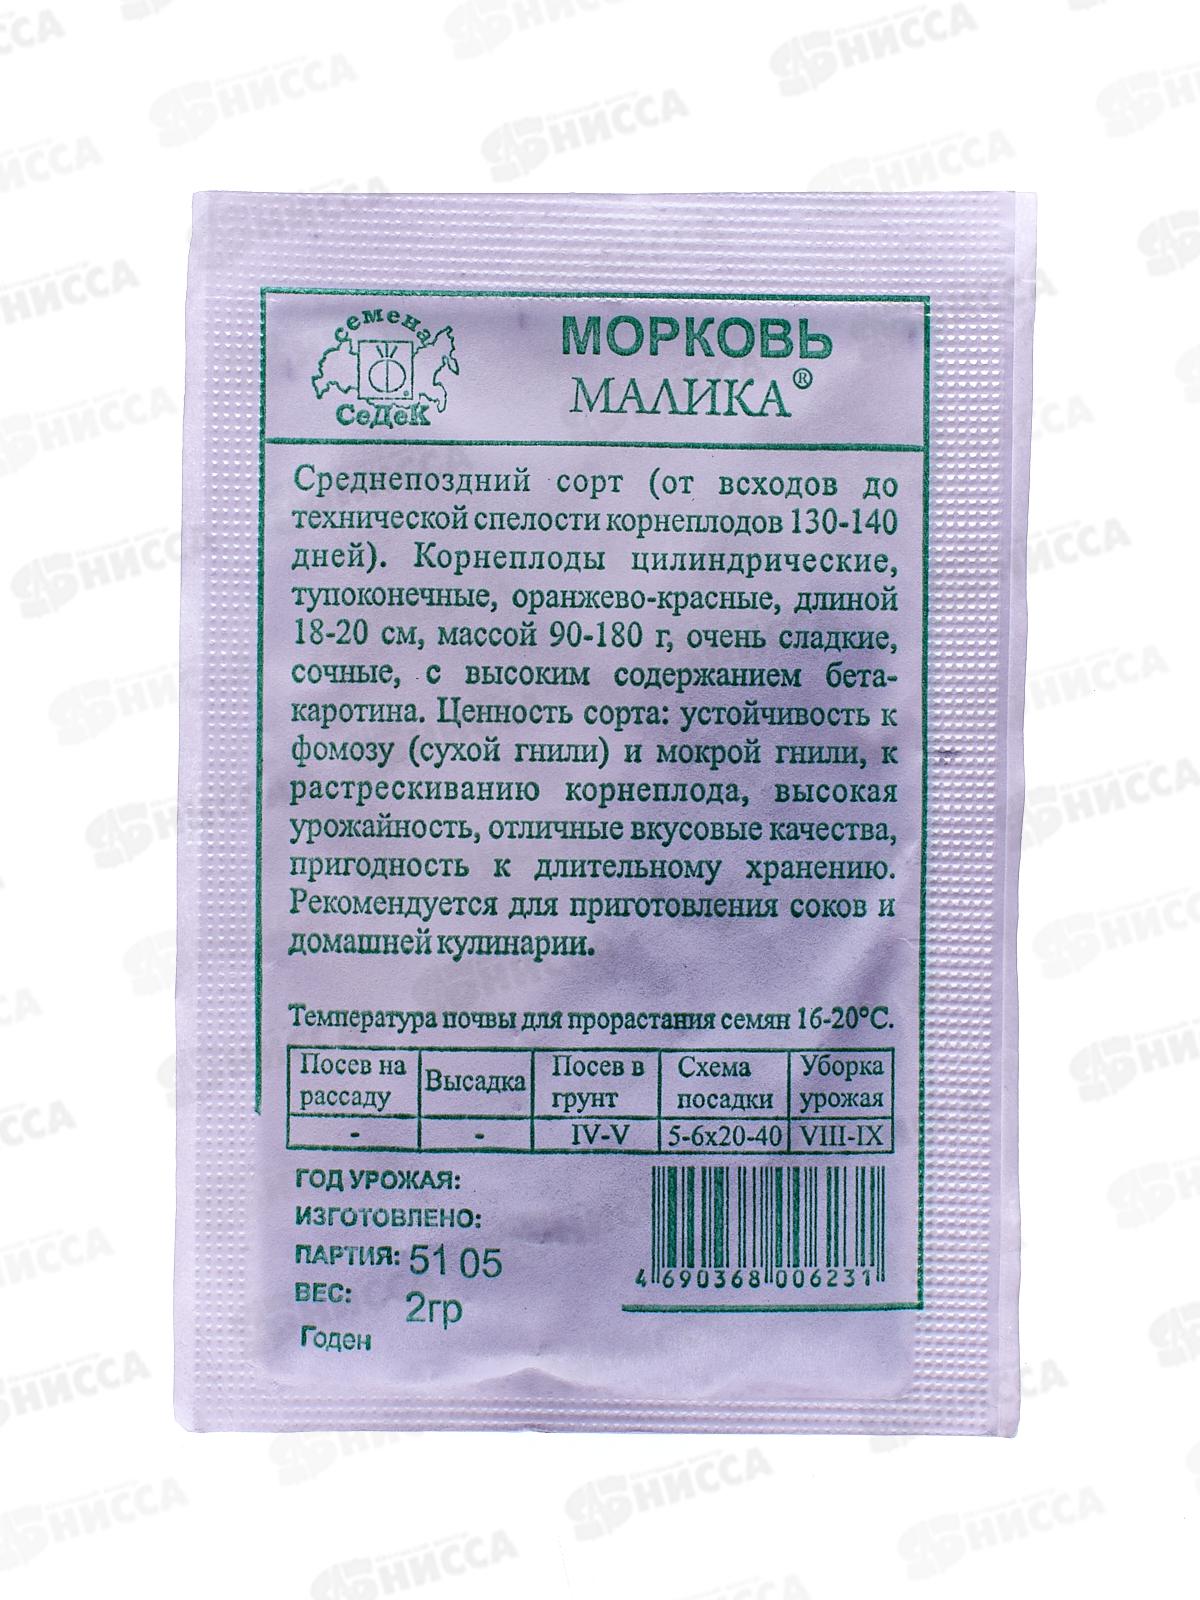 семена
СеДеК
МОРКОВЬ
МАЛИКА®
Среднепоздний сорт (от всходов до
технической спелости корнеплодов 130-140
дней). Корнеплоды цилиндрические,
тупоконечные, оранжево-красные, длиной
18-20 см, массой 90-180 г, очень сладкие,
сочные, с высоким содержанием бета-
каротина. Ценность сорта: устойчивость к
фомозу (сухой гнили) и мокрой гнили, к
растрескиванию корнеплода, высокая
урожайность, отличные вкусовые качества,
пригодность к длительному хранению.
Рекомендуется для приготовления соков и
домашней кулинарии.
Температура почвы для прорастания семян 16-20°С.
Посев на рассаду
Высадка
Посев в грунт
Схема посадки
Уборка урожая
- - IV-V 5-6х20-40 VIII-IX
ГОД УРОЖАЯ:
ИЗГОТОВЛЕНО:
ПАРТИЯ: 51 05
ВЕС: 2гр
Годен
4 690368 006231